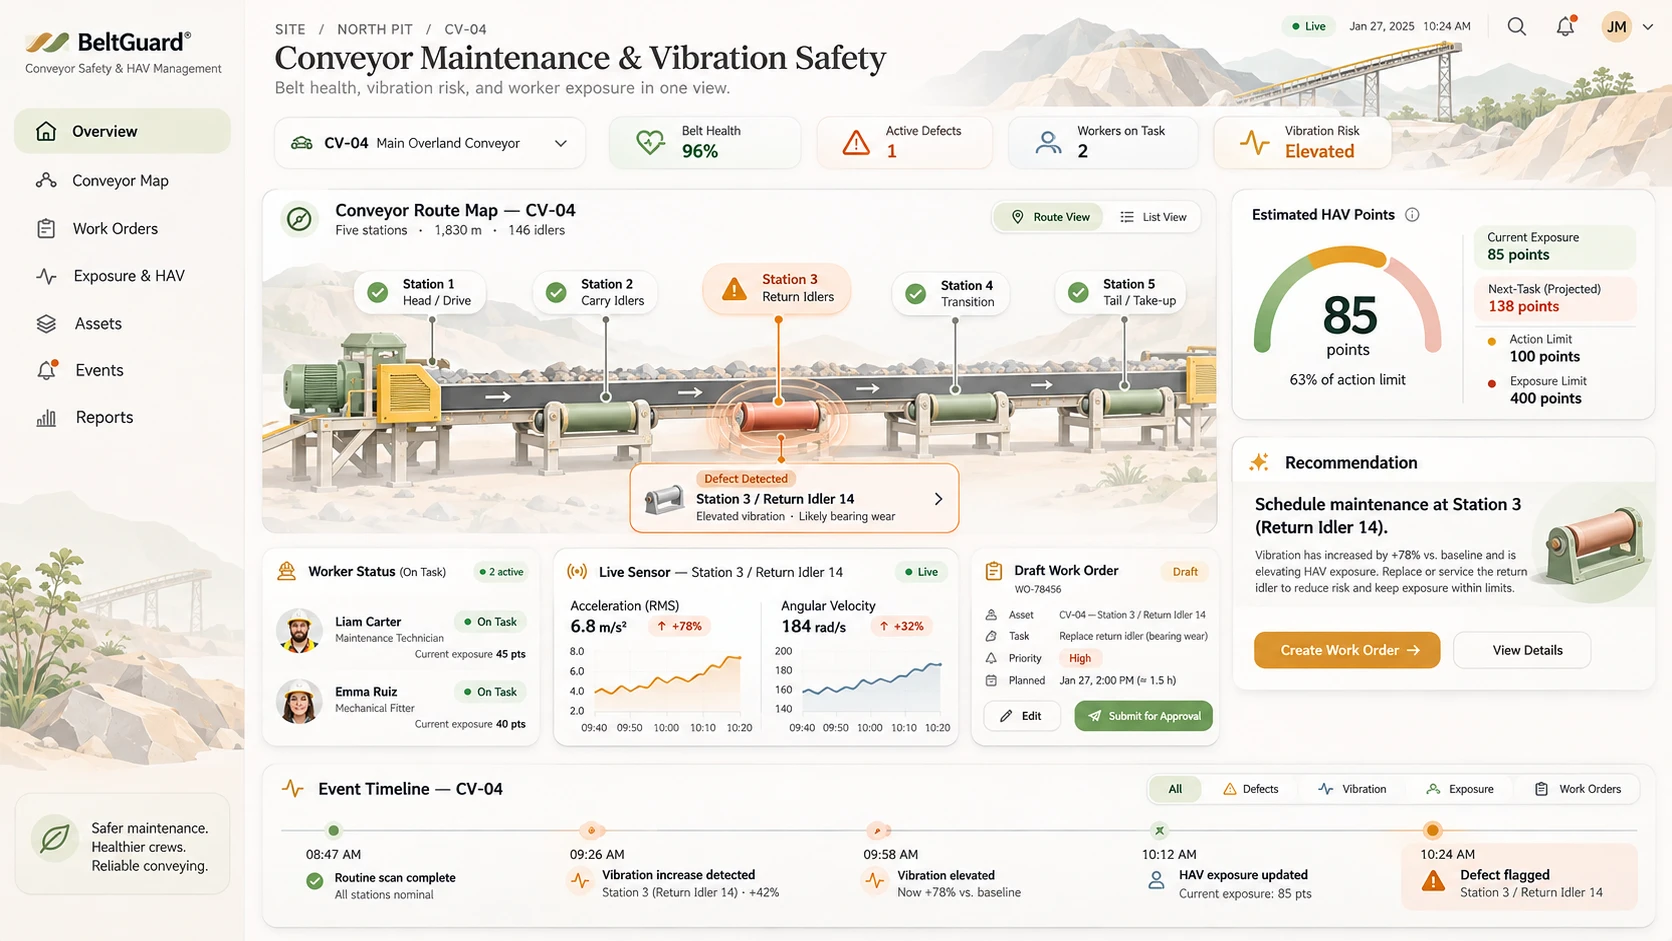 BeltGuard®
Conveyor Safety & HAV Management
Overview
Conveyor Map
Work Orders
Exposure & HAV
Assets
Events
Reports
Safer maintenance.
Healthier crews.
Reliable conveying.
SITE / NORTH PIT / CV-04
Conveyor Maintenance & Vibration Safety
Belt health, vibration risk, and worker exposure in one view.
Live
Jan 27, 2025 10:24 AM
JM
CV-04 Main Overland Conveyor
Belt Health
96%
Active Defects
1
Workers on Task
2
Vibration Risk
Elevated
Conveyor Route Map — CV-04
Five stations · 1,830 m · 146 idlers
Route View
List View
Station 1
Head / Drive
Station 2
Carry Idlers
Station 3
Return Idlers
Station 4
Transition
Station 5
Tail / Take-up
Defect Detected
Station 3 / Return Idler 14
Elevated vibration · Likely bearing wear
Estimated HAV Points
85
points
63% of action limit
Current Exposure
85 points
Next-Task (Projected)
138 points
Action Limit
100 points
Exposure Limit
400 points
Recommendation
Schedule maintenance at Station 3
(Return Idler 14).
Vibration has increased by +78% vs. baseline and is
elevating HAV exposure. Replace or service the return
idler to reduce risk and keep exposure within limits.
Create Work Order →
View Details
Worker Status (On Task)
2 active
Liam Carter
Maintenance Technician
On Task
Current exposure 45 pts
Emma Ruiz
Mechanical Fitter
On Task
Current exposure 40 pts
Live Sensor — Station 3 / Return Idler 14
Live
Acceleration (RMS)
6.8 m/s² ↑ +78%
8.0
6.0
4.0
2.0
09:40 09:50 10:00 10:10 10:20
Angular Velocity
184 rad/s ↑ +32%
200
180
160
140
09:40 09:50 10:00 10:10 10:20
Draft Work Order
WO-78456
Draft
Asset CV-04 — Station 3 / Return Idler 14
Task Replace return idler (bearing wear)
Priority High
Planned Jan 27, 2:00 PM (≈ 1.5 h)
Edit
Submit for Approval
Event Timeline — CV-04
All
Defects
Vibration
Exposure
Work Orders
08:47 AM
Routine scan complete
All stations nominal
09:26 AM
Vibration increase detected
Station 3 (Return Idler 14) · +42%
09:58 AM
Vibration elevated
Now +78% vs. baseline
10:12 AM
HAV exposure updated
Current exposure: 85 pts
10:24 AM
Defect flagged
Station 3 / Return Idler 14